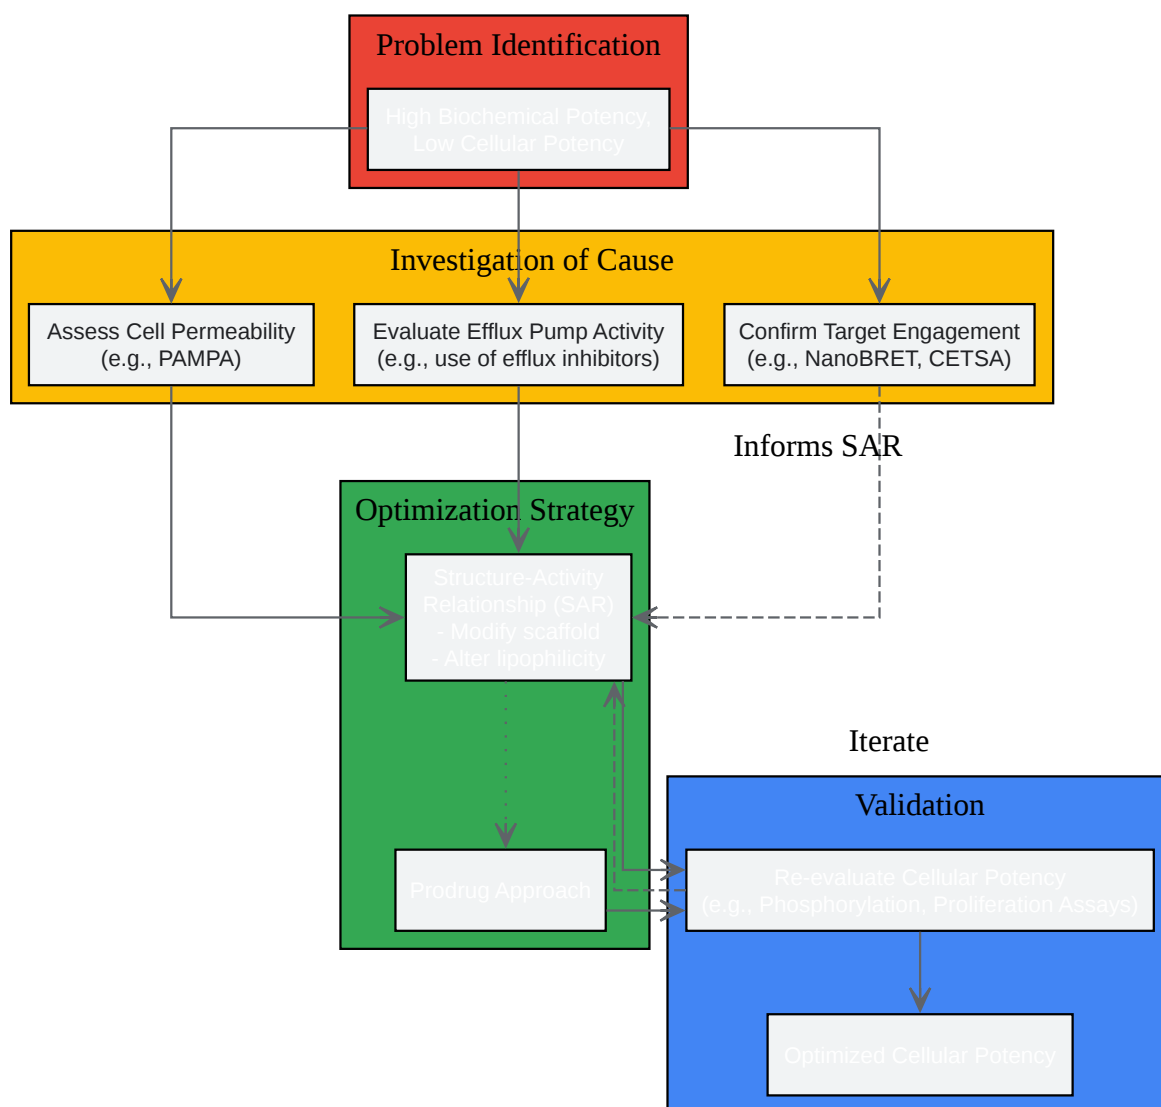 Problem Identification
High Biochemical Potency,
Low Cellular Potency
Investigation of Cause
Assess Cell Permeability
(e.g., PAMPA)
Evaluate Efflux Pump Activity
(e.g., use of efflux inhibitors)
Confirm Target Engagement
(e.g., NanoBRET, CETSA)
Informs SAR
Optimization Strategy
Structure-Activity
Relationship (SAR)
- Modify scaffold
- Alter lipophilicity
Iterate
Validation
Prodrug Approach
Re-evaluate Cellular Potency
(e.g., Phosphorylation, Proliferation Assays)
Optimized Cellular Potency